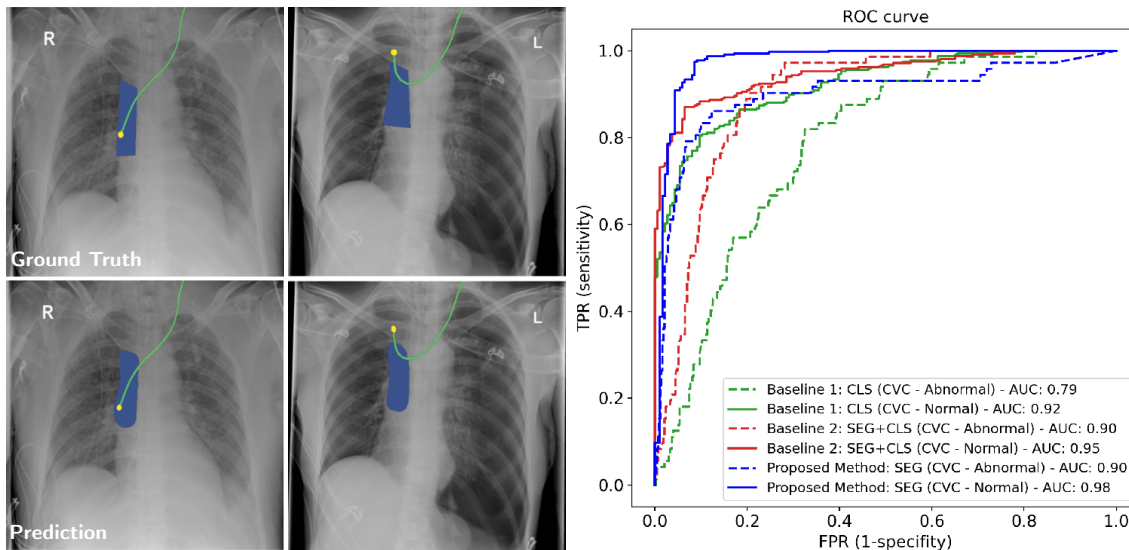 R
L
Ground Truth
R
L
Prediction
ROC curve
TPR (sensitivity)
1.0
0.8
0.6
0.4
0.2
0.0
Baseline 1: CLS (CVC - Abnormal) - AUC: 0.79
Baseline 1: CLS (CVC - Normal) - AUC: 0.92
Baseline 2: SEG+CLS (CVC - Abnormal) - AUC: 0.90
Baseline 2: SEG+CLS (CVC - Normal) - AUC: 0.95
Proposed Method: SEG (CVC - Abnormal) - AUC: 0.90
Proposed Method: SEG (CVC - Normal) - AUC: 0.98
0.0 0.2 0.4 0.6 0.8 1.0
FPR (1-specifity)